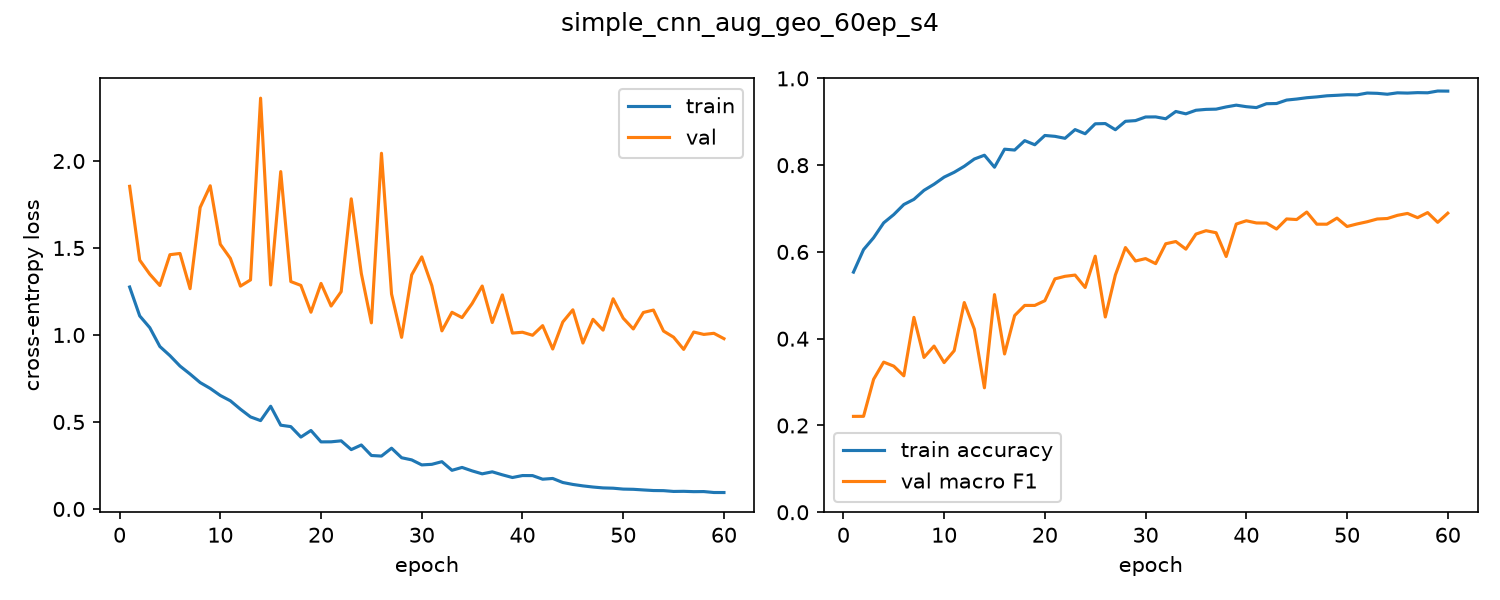 simple_cnn_aug_geo_60ep_s4
cross-entropy loss
2.0
1.5
1.0
0.5
0.0
train
val
0 10 20 30 40 50 60
epoch
1.0
0.8
0.6
0.4
0.2
0.0
train accuracy
val macro F1
0 10 20 30 40 50 60
epoch